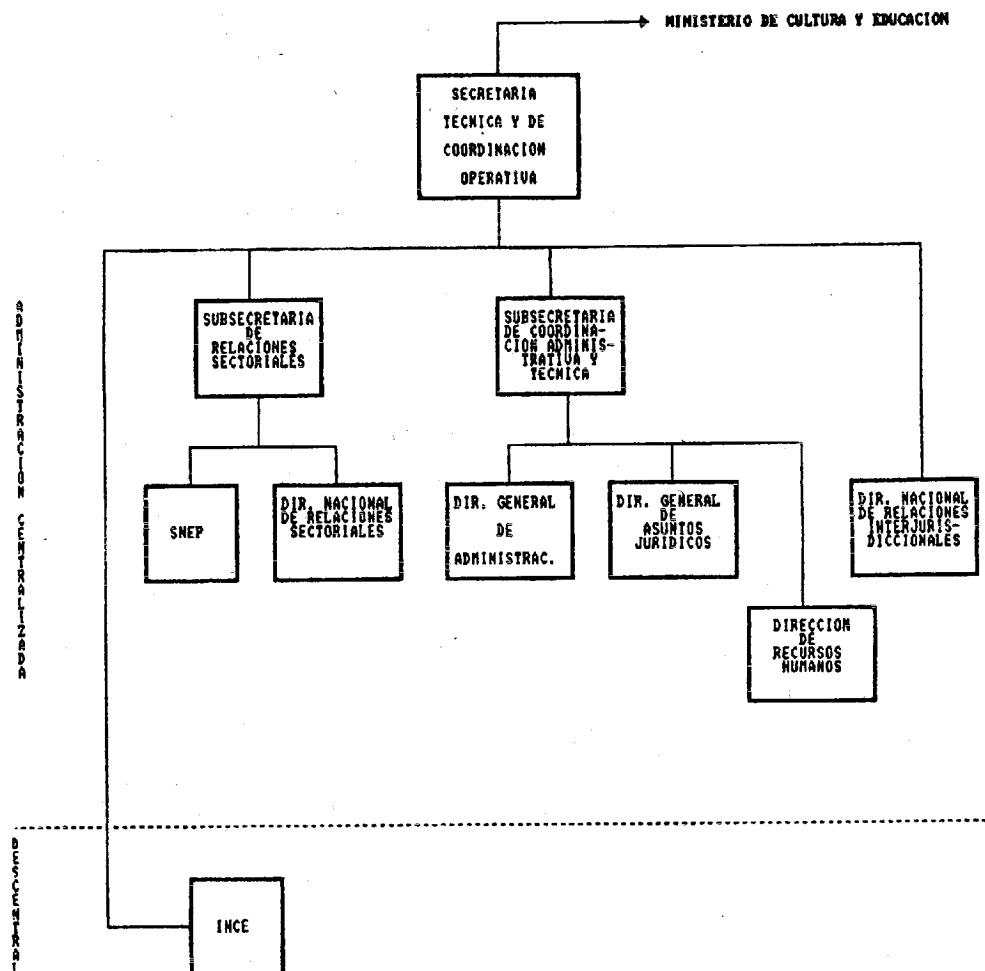 MINISTERIO DE CULTURA Y EDUCACION
SECRETARIA
TECNICA Y DE
COORDINACION
OPERATIVA
SUBSECRETARIA
DE
RELACIONES
SECTORIALES
SUBSECRETARIA
DE COORDINA-
CION ADMINIS-
TRATIVA Y
TECNICA
ADMINISTRACION CENTRALIZADA
SNEP
DIR. NACIONAL
DE RELACIONES
SECTORIALES
DIR. GENERAL
DE
ADMINISTRAC.
DIR. GENERAL
DE
ASUNTOS
JURIDICOS
DIR. NACIONAL
DE RELACIONES
INTERJURIS-
DICCIONALES
DIRECCION
DE
RECURSOS
HUMANOS
INCE